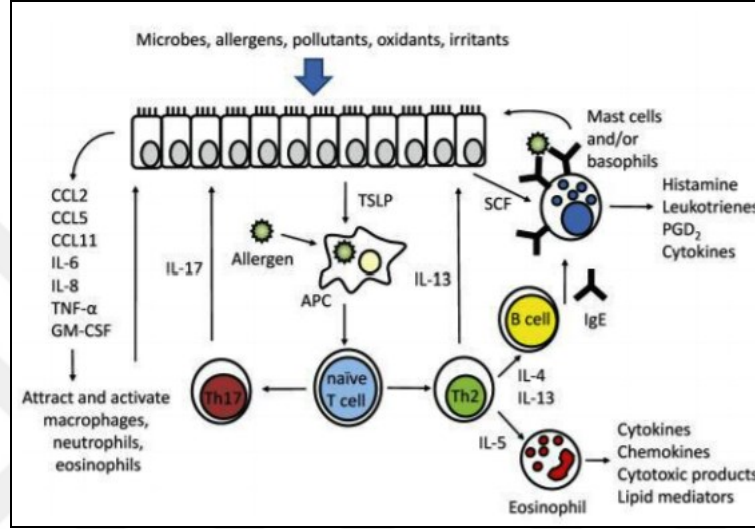 Microbes, allergens, pollutants, oxidants, irritants
CCL2
CCL5
CCL11
IL-6
IL-8
TNF-α
GM-CSF
Attract and activate
macrophages,
neutrophils,
eosinophils
IL-17
Allergen
TSLP
APC
IL-13
SCF
Mast cells
and/or
basophils
Histamine
Leukotrienes
PGD₂
Cytokines
B cell
IgE
Th17
naïve
T cell
Th2
IL-4
IL-13
IL-5
Eosinophil
Cytokines
Chemokines
Cytotoxic products
Lipid mediators